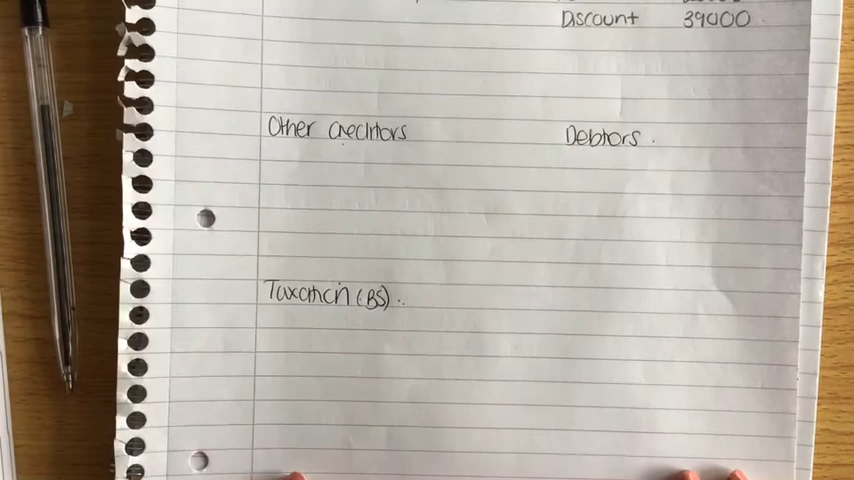 Discount 39000
Other creditors Debtors.
Taxation (BS)..